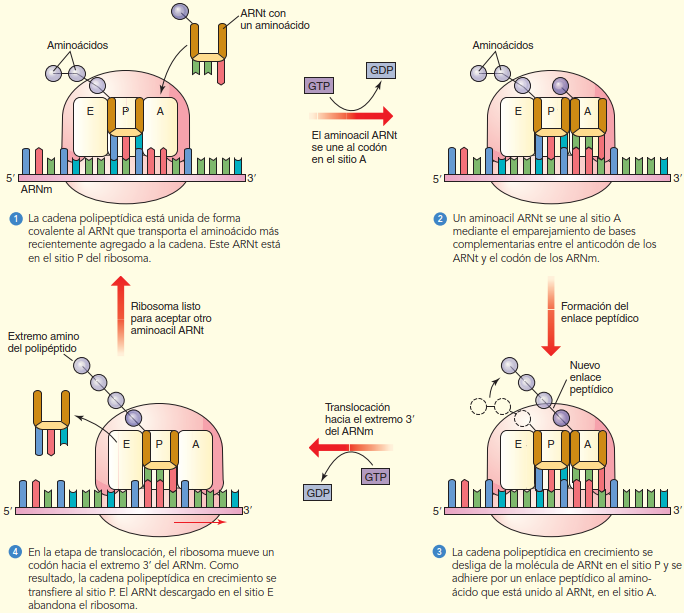 ARNt con
un aminoácido
Aminoácidos
E P A
5′ 3′
ARNm
1 La cadena polipeptídica está unida de forma
covalente al ARNt que transporta el aminoácido más
recientemente agregado a la cadena. Este ARNt está
en el sitio P del ribosoma.
GTP
GDP
El aminoacil ARNt
se une al codón
en el sitio A
Aminoácidos
E P A
5′ 3′
2 Un aminoacil ARNt se une al sitio A
mediante el emparejamiento de bases
complementarias entre el anticodón de los
ARNt y el codón de los ARNm.
Formación del
enlace peptídico
Nuevo
enlace
peptídico
E P A
5′ 3′
3 La cadena polipeptídica en crecimiento se
desliga de la molécula de ARNt en el sitio P y se
adhiere por un enlace peptídico al amino-
ácido que está unido al ARNt, en el sitio A.
Translocación
hacia el extremo 3′
del ARNm
GTP
GDP
Ribosoma listo
para aceptar otro
aminoacil ARNt
Extremo amino
del polipéptido
E P A
5′ 3′
4 En la etapa de translocación, el ribosoma mueve un
codón hacia el extremo 3′ del ARNm. Como
resultado, la cadena polipeptídica en crecimiento se
transfiere al sitio P. El ARNt descargado en el sitio E
abandona el ribosoma.